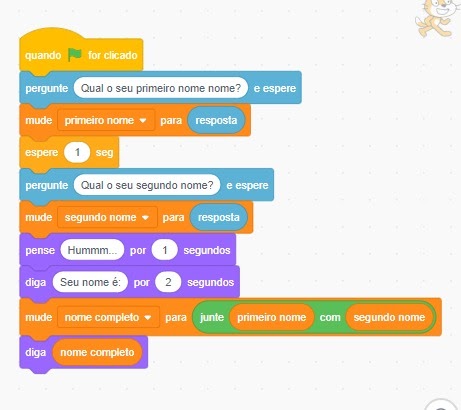 quando for clicado
pergunte Qual o seu primeiro nome nome? e espere
mude primeiro nome para resposta
espere 1 seg
pergunte Qual o seu segundo nome? e espere
mude segundo nome para resposta
pense Hummm... por 1 segundos
diga Seu nome é: por 2 segundos
mude nome completo para junte primeiro nome com segundo nome
diga nome completo